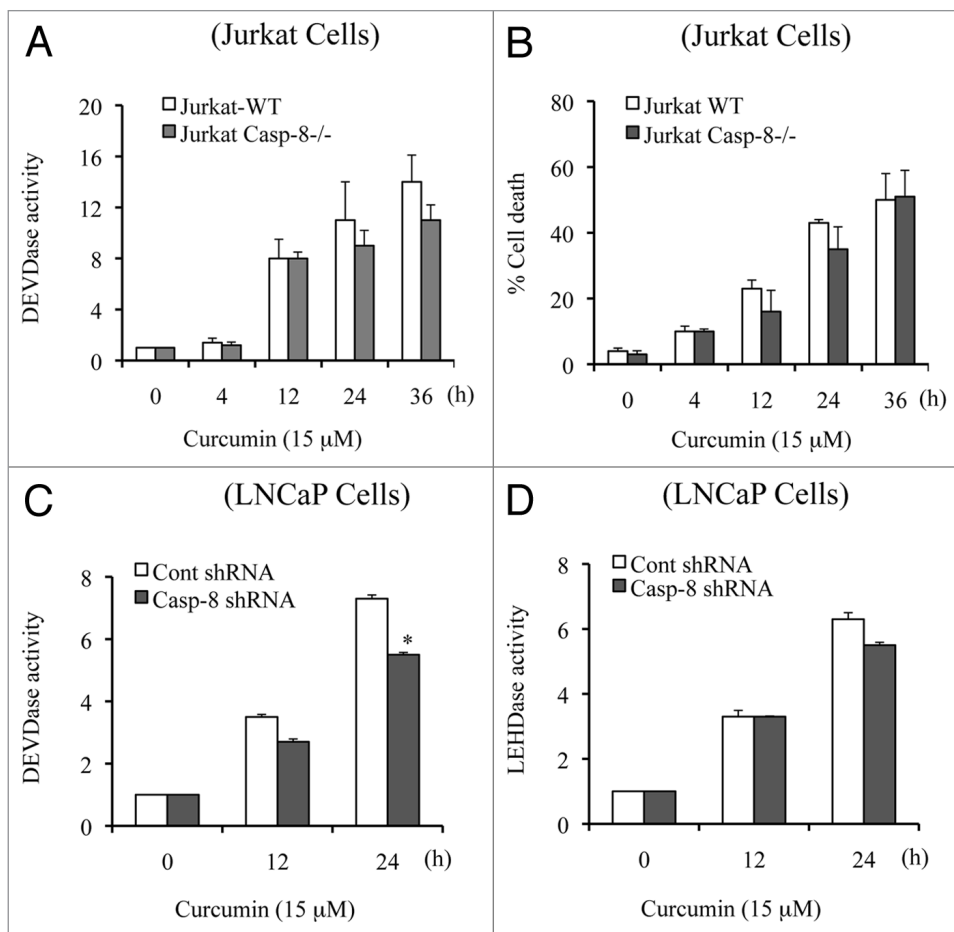 A
(Jurkat Cells)
Jurkat-WT
Jurkat Casp-8-/-
DEVDase activity
20
16
12
8
4
0
0 4 12 24 36 (h)
Curcumin (15 μM)
B
(Jurkat Cells)
Jurkat WT
Jurkat Casp-8-/-
% Cell death
80
60
40
20
0
0 4 12 24 36 (h)
Curcumin (15 μM)
C
(LNCaP Cells)
Cont shRNA
Casp-8 shRNA
DEVDase activity
8
6
4
2
0
*
0 12 24 (h)
Curcumin (15 μM)
D
(LNCaP Cells)
Cont shRNA
Casp-8 shRNA
LEHDase activity
8
6
4
2
0
0 12 24 (h)
Curcumin (15 μM)